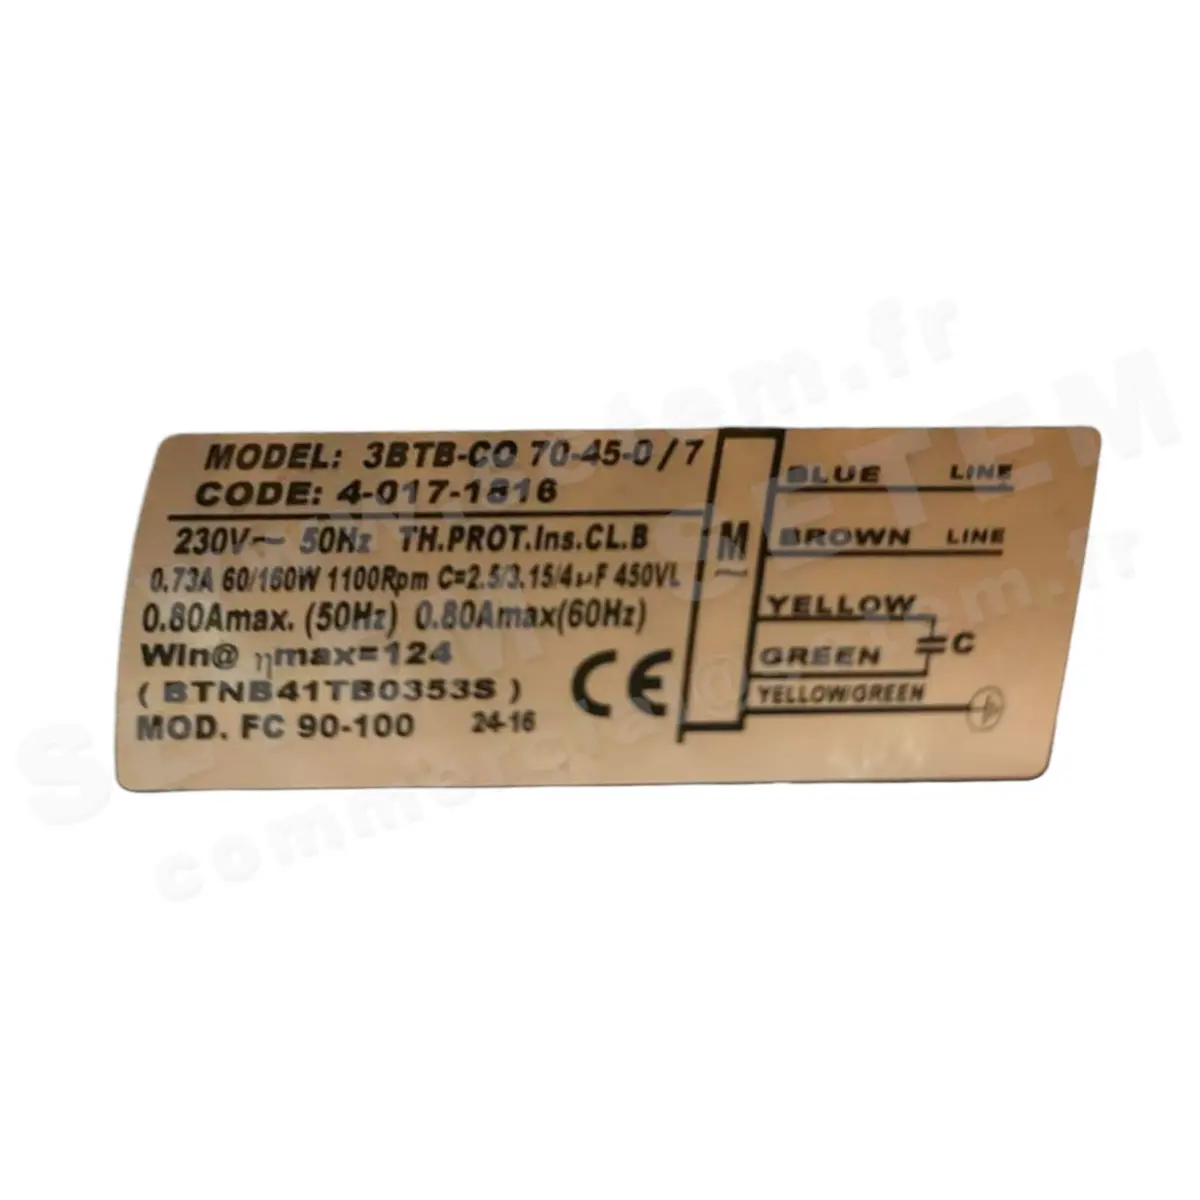 MODEL: 3BTB-CO 70-45-0 / 7
CODE: 4-017-1816
230V~ 50Hz TH.PROT.Ins.CL.B
0.73A 60/160W 1100Rpm C=2.5/3.15/4µF 450VL
0.80Amax. (50Hz) 0.80Amax(60Hz)
Win@ ηmax=124
( BTNB41TB0353S )
MOD. FC 90-100 24-16
CE
M
~
BLUE LINE
BROWN LINE
YELLOW
C
GREEN
YELLOW/GREEN